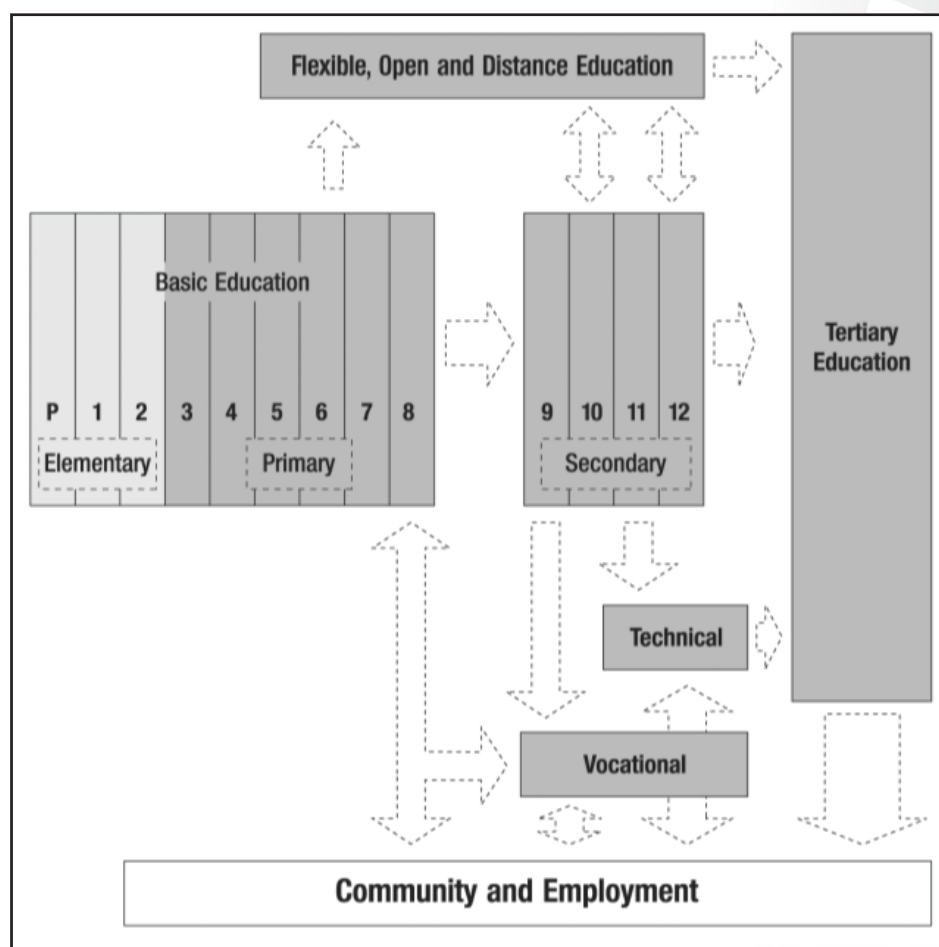 Flexible, Open and Distance Education
Basic Education
P 1 2 3 4 5 6 7 8
Elementary Primary
9 10 11 12
Secondary
Tertiary
Education
Technical
Vocational
Community and Employment